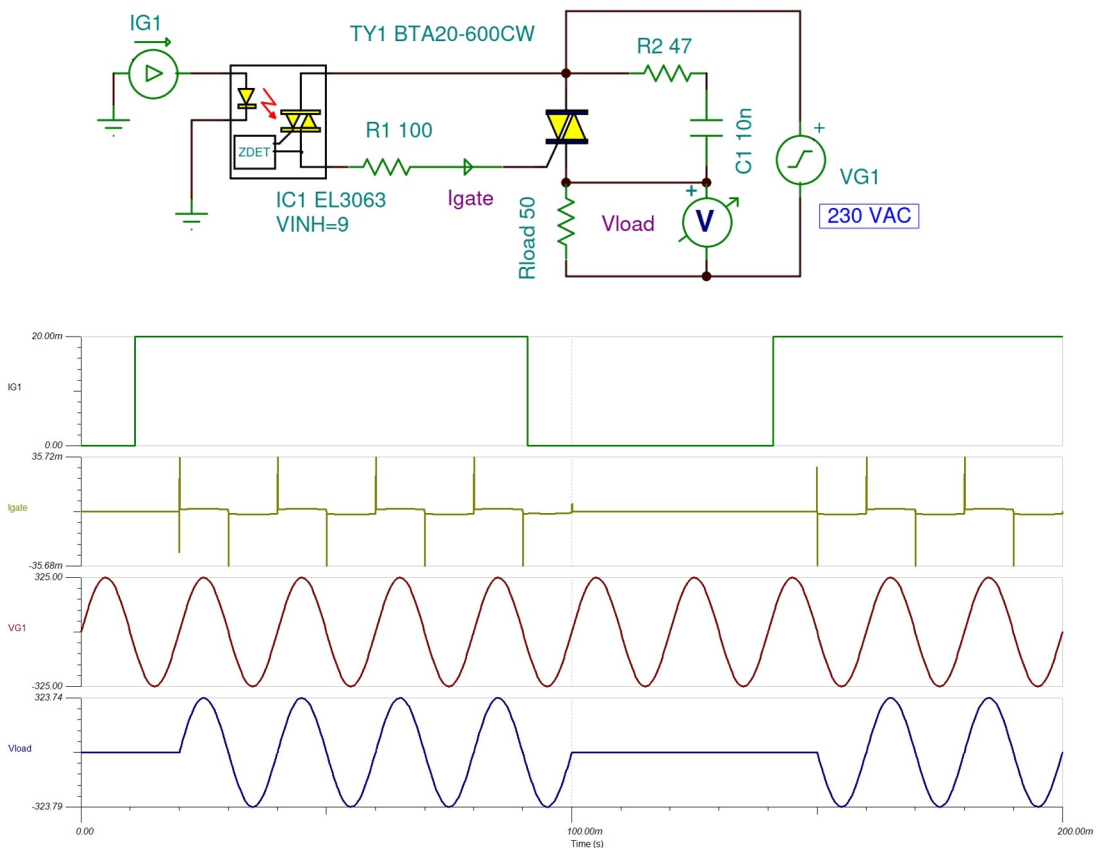 IG1
TY1 BTA20-600CW
R2 47
R1 100
C1 10n
+
ZDET
VG1
Igate
IC1 EL3063
VINH=9
Rload 50
Vload
+
V
230 VAC
20.00m
IG1
0.00
35.72m
Igate
-35.68m
325.00
VG1
-325.00
323.74
Vload
-323.79
0.00
100.00m
200.00m
Time (s)